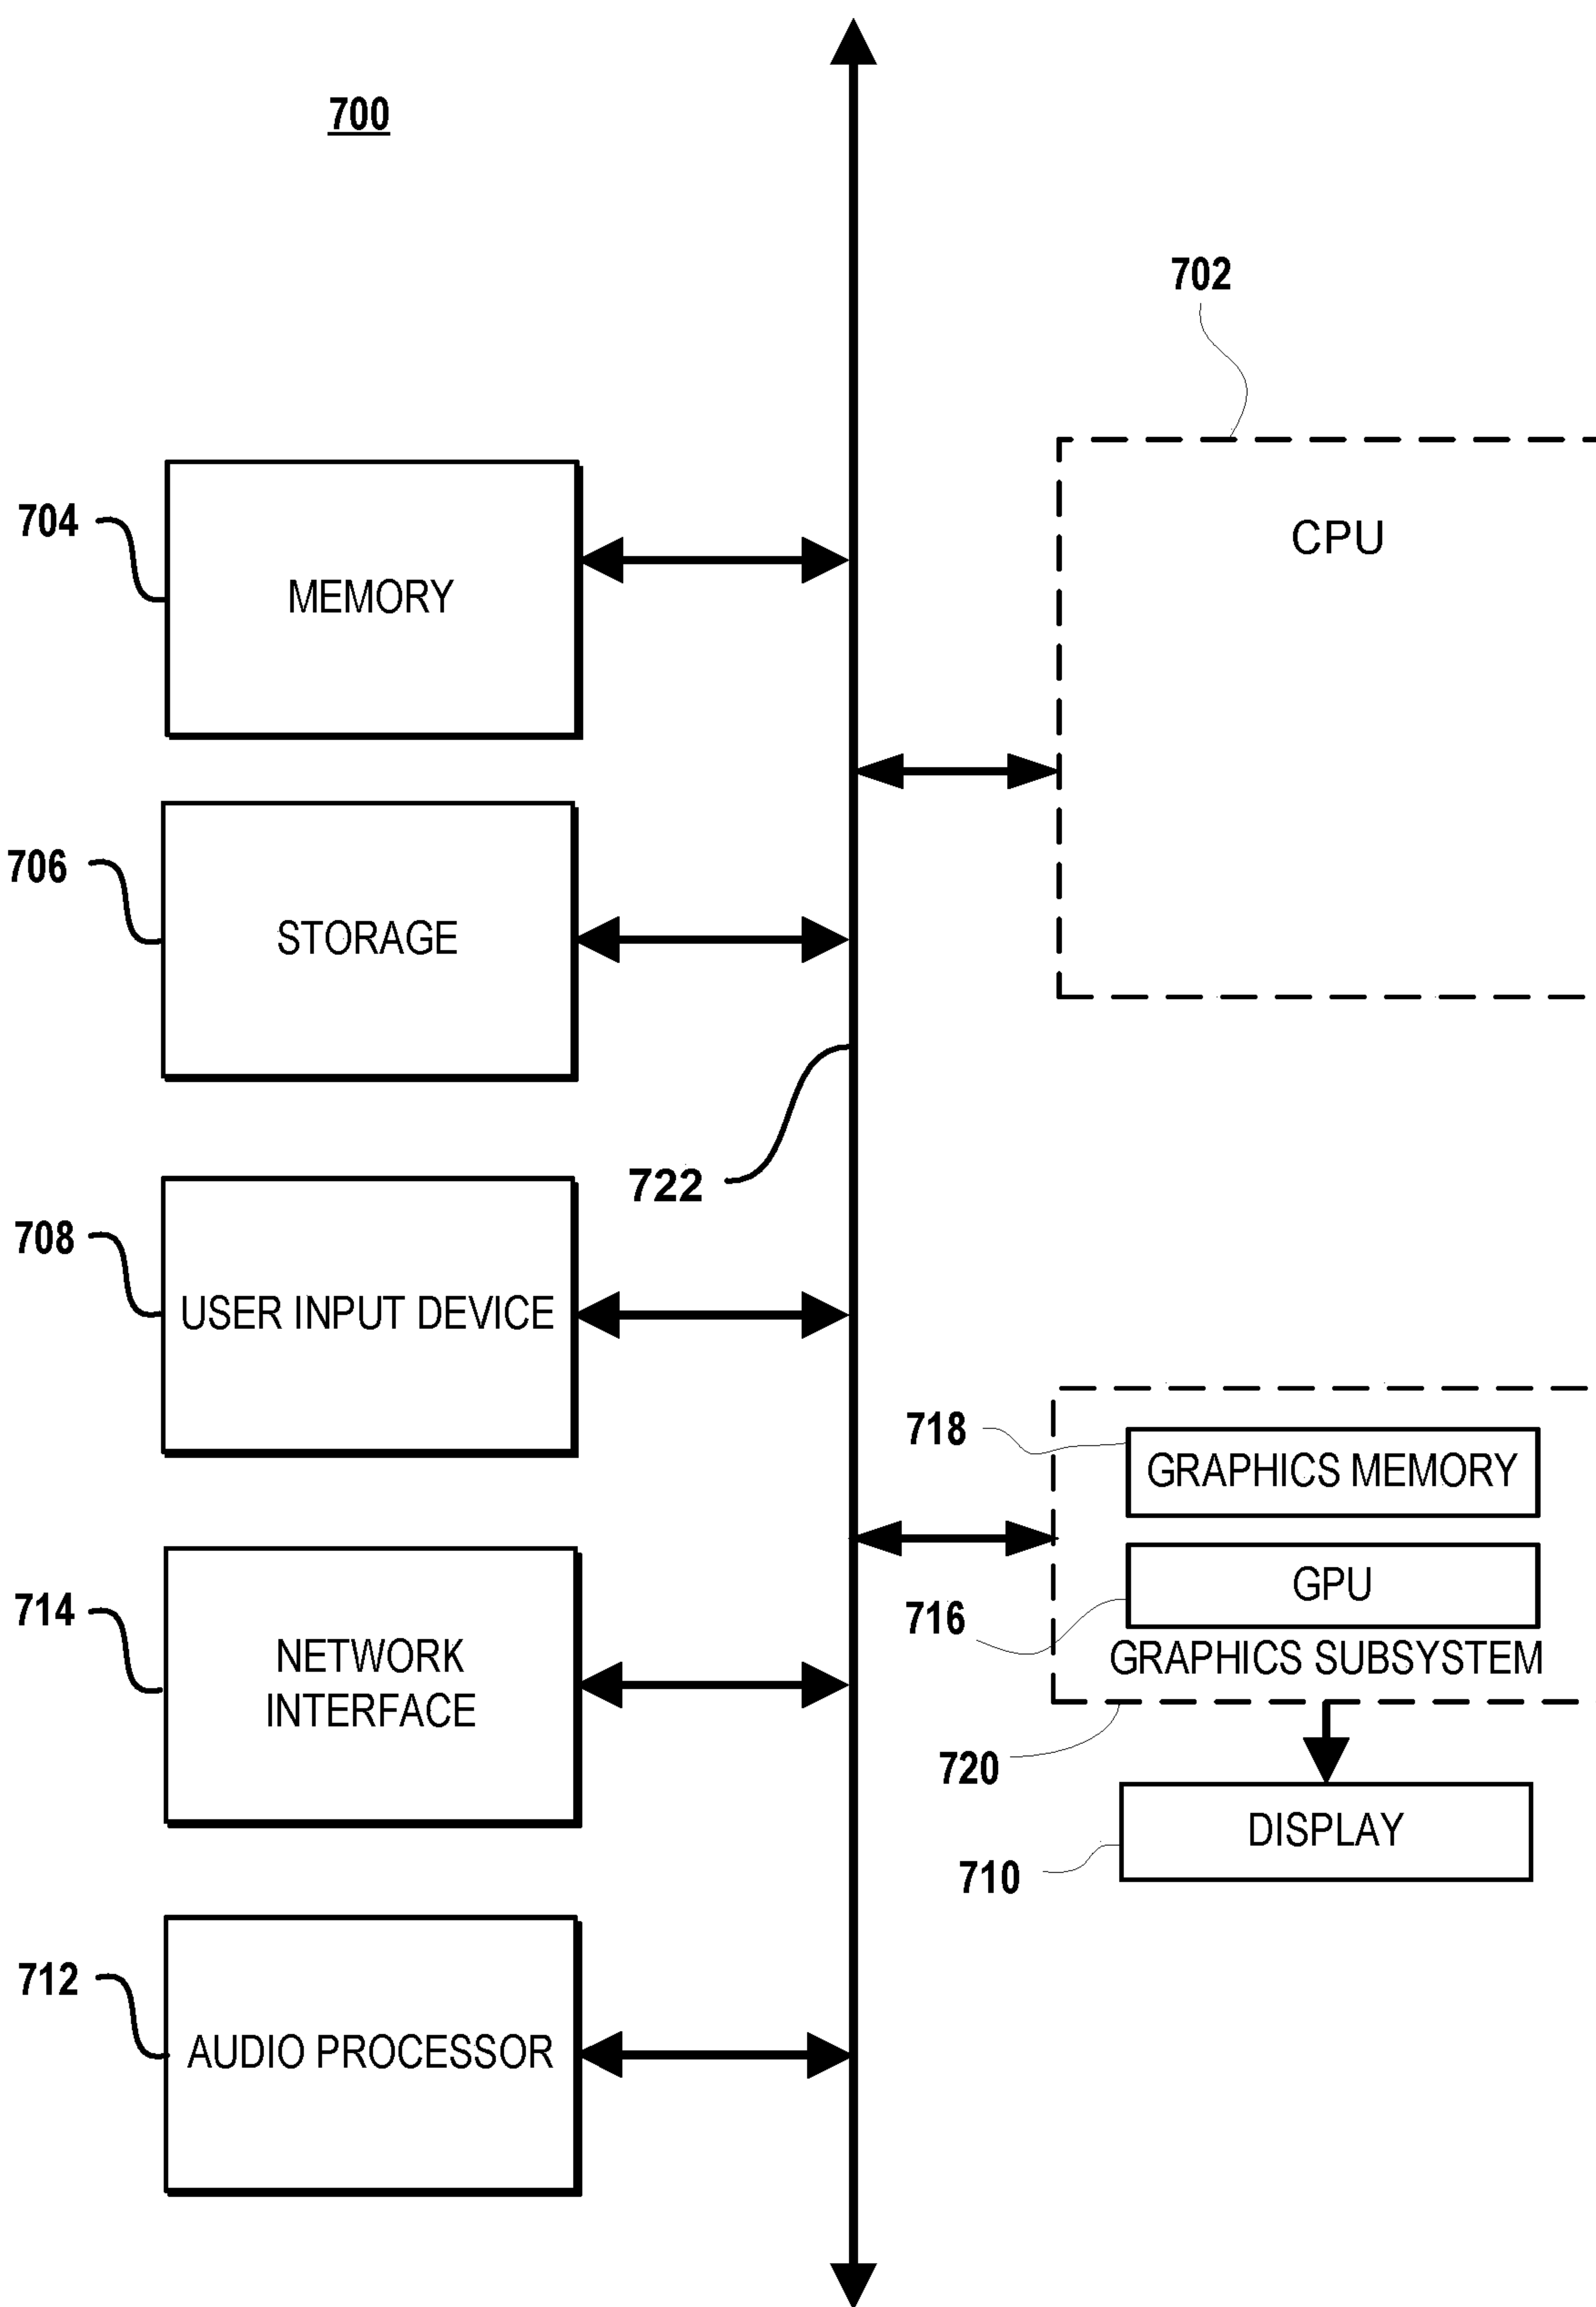 700
702
CPU
704
MEMORY
706
STORAGE
722
708
USER INPUT DEVICE
718
GRAPHICS MEMORY
716
GPU
GRAPHICS SUBSYSTEM
714
NETWORK
INTERFACE
720
710
DISPLAY
712
AUDIO PROCESSOR